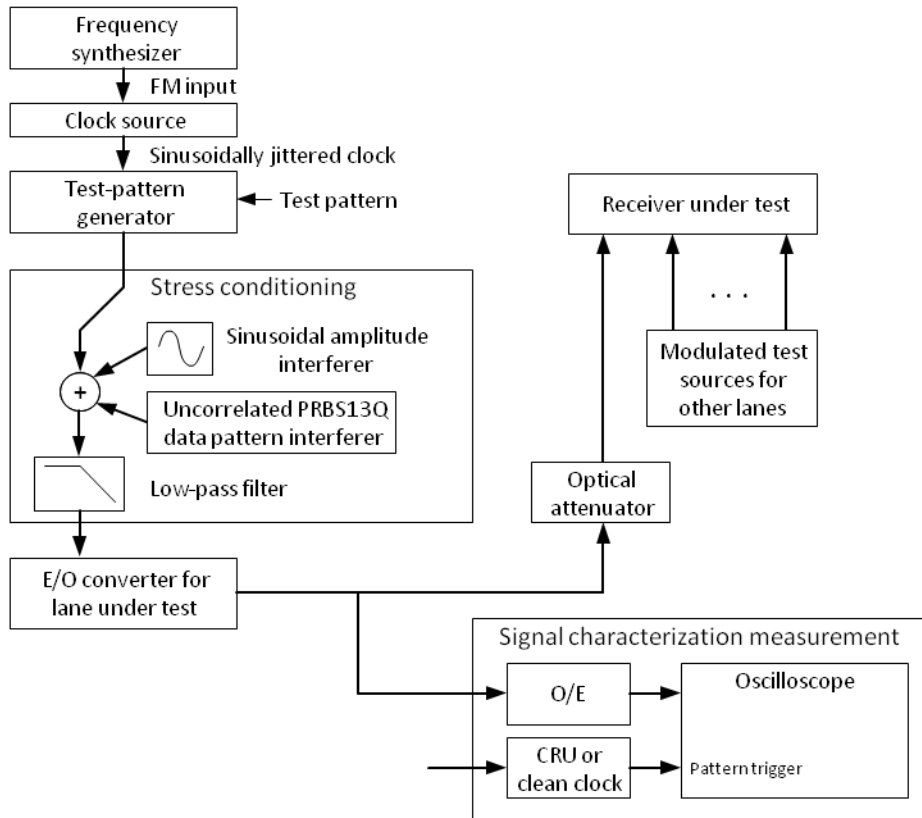 Frequency
synthesizer
FM input
Clock source
Sinusoidally jittered clock
Test-pattern
generator
Test pattern
Receiver under test
Stress conditioning
Sinusoidal amplitude
interferer
+
Uncorrelated PRBS13Q
data pattern interferer
Low-pass filter
. . .
Modulated test
sources for
other lanes
Optical
attenuator
E/O converter for
lane under test
Signal characterization measurement
O/E
Oscilloscope
CRU or
clean clock
Pattern trigger